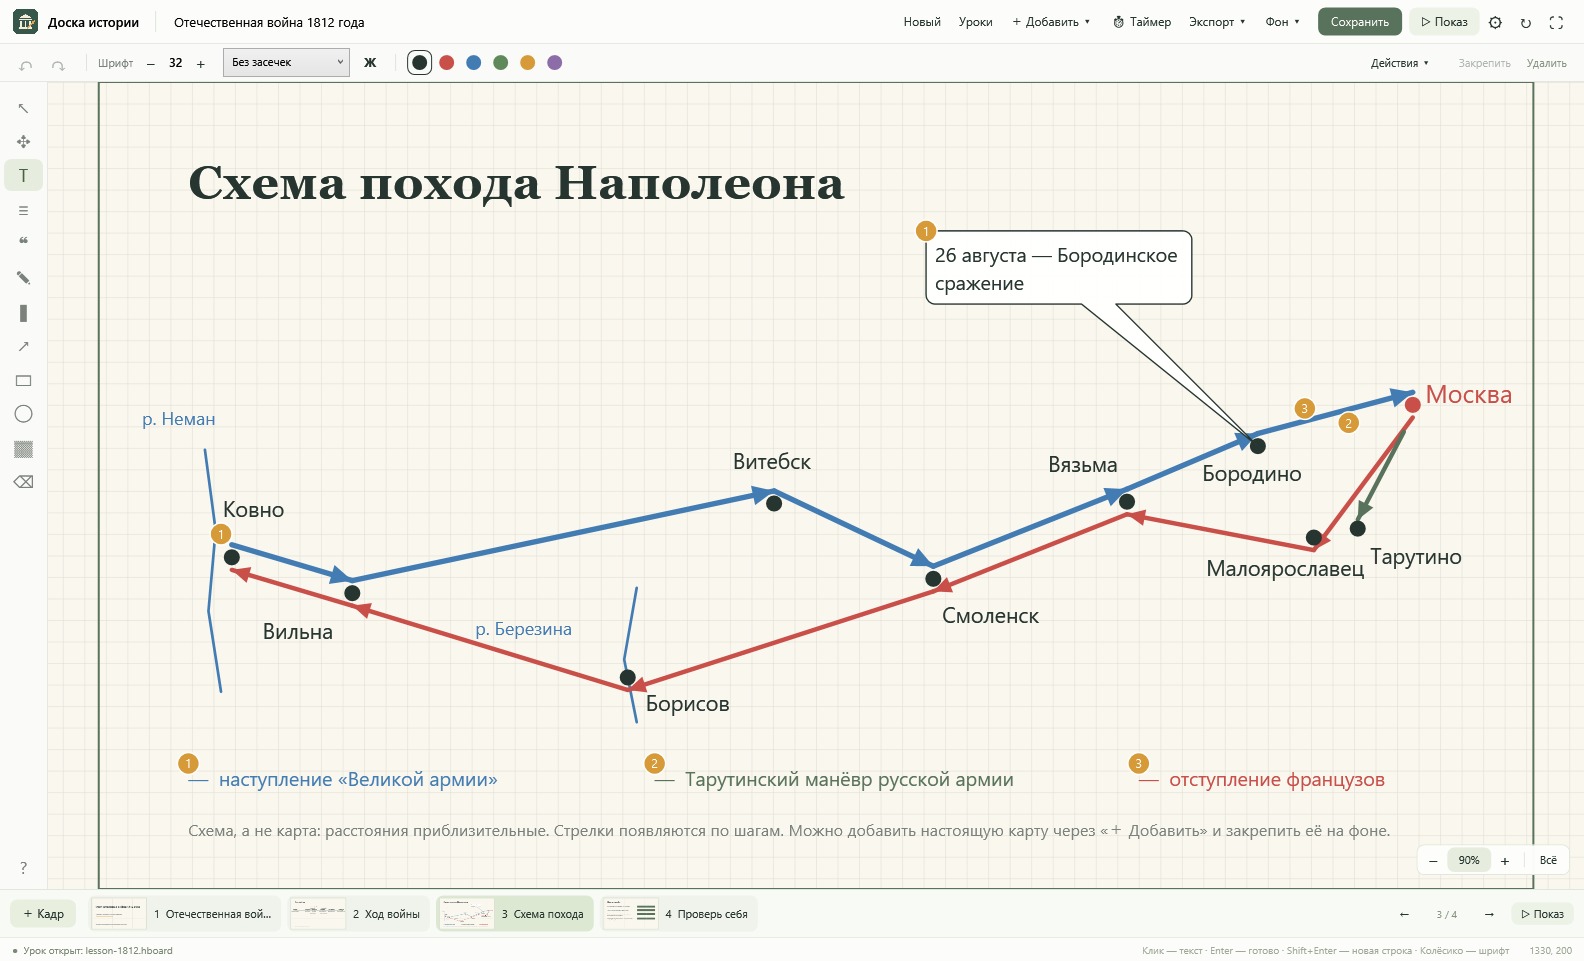 Доска истории
Отечественная война 1812 года
Новый
Уроки
+ Добавить ▾
Таймер
Экспорт ▾
Фон ▾
Сохранить
▷ Показ
Шрифт
– 32 +
Без засечек
Ж
Действия ▾
Закрепить
Удалить
T
Схема похода Наполеона
1
26 августа — Бородинское
сражение
р. Неман
Москва
3
2
Витебск
Вязьма
Бородино
Ковно
1
Малоярославец
Тарутино
Смоленск
Вильна
р. Березина
Борисов
1
— наступление «Великой армии»
2
— Тарутинский манёвр русской армии
3
— отступление французов
Схема, а не карта: расстояния приблизительные. Стрелки появляются по шагам. Можно добавить настоящую карту через «+ Добавить» и закрепить её на фоне.
?
– 90% +
Всё
+ Кадр
1 Отечественная вой…
2 Ход войны
3 Схема похода
4 Проверь себя
← 3 / 4 →
▷ Показ
Урок открыт: lesson-1812.hboard
Клик — текст · Enter — готово · Shift+Enter — новая строка · Колёсико — шрифт
1330, 200